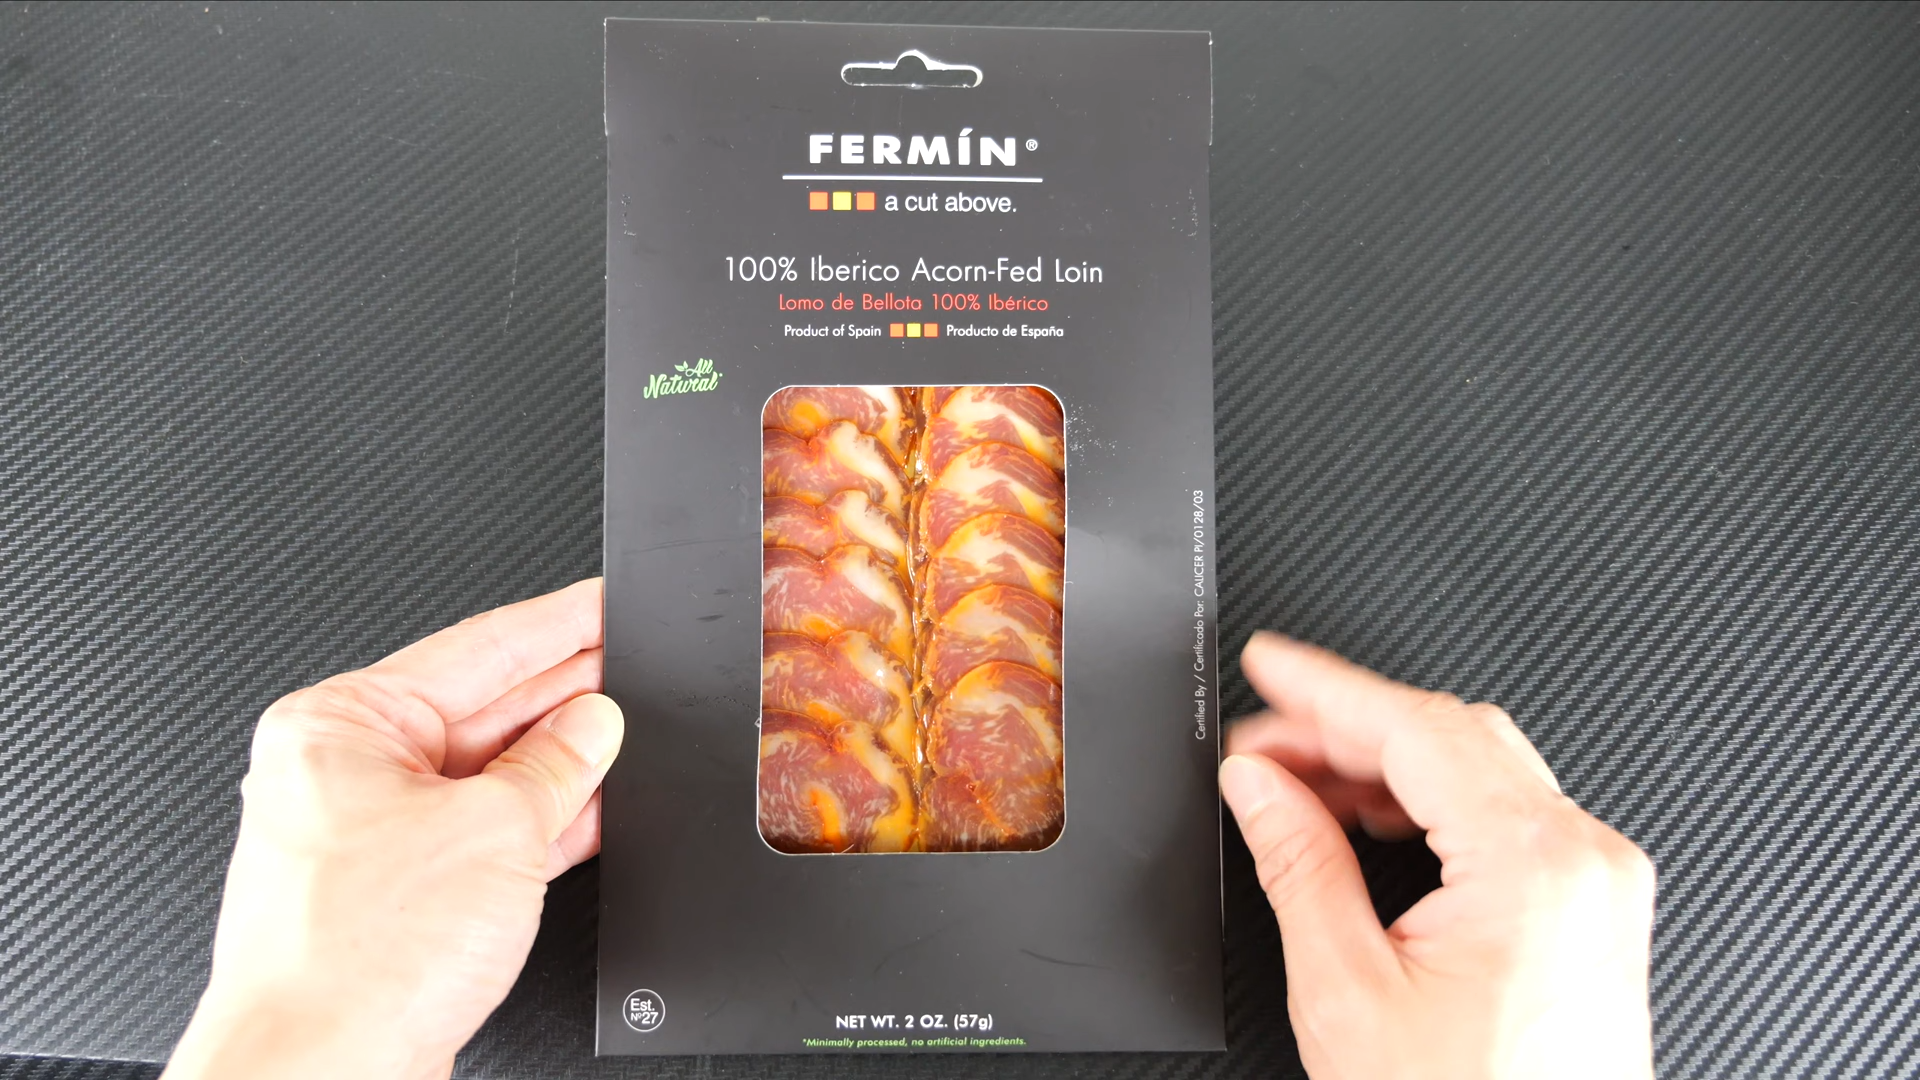 FERMÍN®
a cut above.
100% Iberico Acorn-Fed Loin
Lomo de Bellota 100% Ibérico
Product of Spain Producto de España
All
Natural*
Certified By / Certificado Por: CALICER PI/0128/03
Est.
Nº27
NET WT. 2 OZ. (57g)
*Minimally processed, no artificial ingredients.